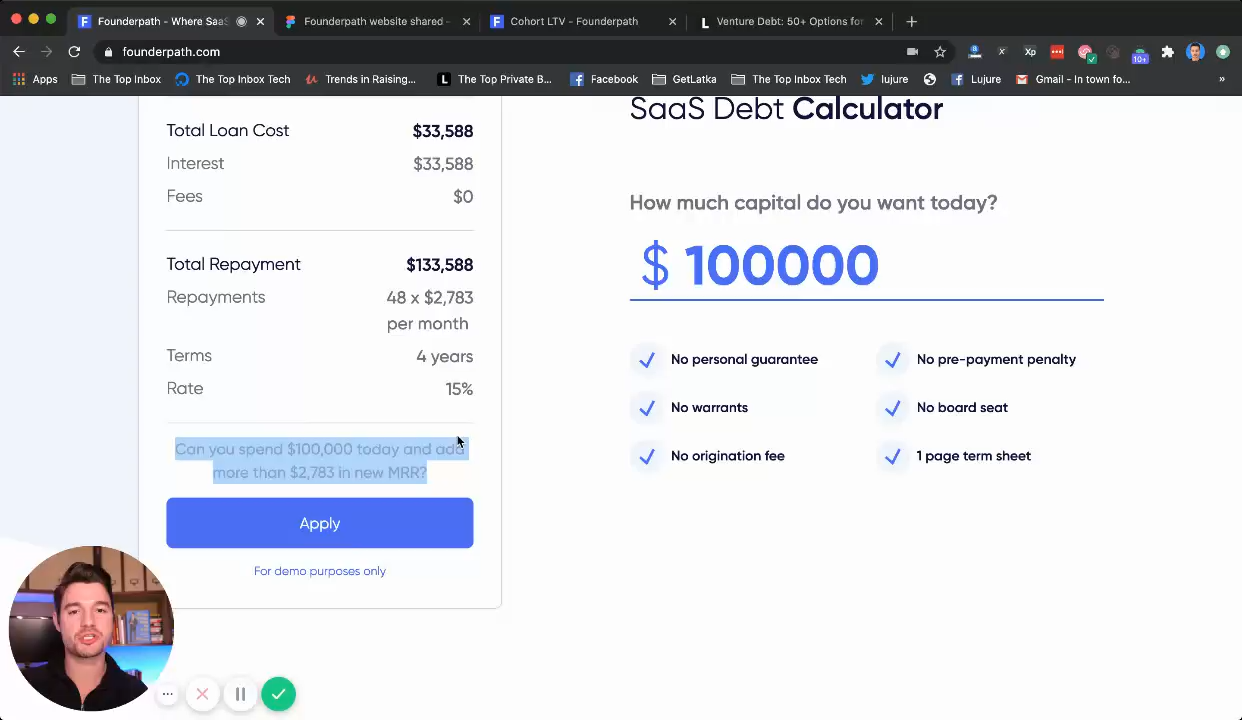 Founderpath - Where SaaS
Founderpath website shared -
Cohort LTV - Founderpath
Venture Debt: 50+ Options for
founderpath.com
Apps
The Top Inbox
The Top Inbox Tech
Trends in Raising...
The Top Private B...
Facebook
GetLatka
The Top Inbox Tech
lujure
Lujure
Gmail - In town fo...
»
Xp
10+
SaaS Debt Calculator
Total Loan Cost $33,588
Interest $33,588
Fees $0
Total Repayment $133,588
Repayments 48 x $2,783
per month
Terms 4 years
Rate 15%
Can you spend $100,000 today and add
more than $2,783 in new MRR?
Apply
For demo purposes only
How much capital do you want today?
$ 100000
No personal guarantee
No pre-payment penalty
No warrants
No board seat
No origination fee
1 page term sheet